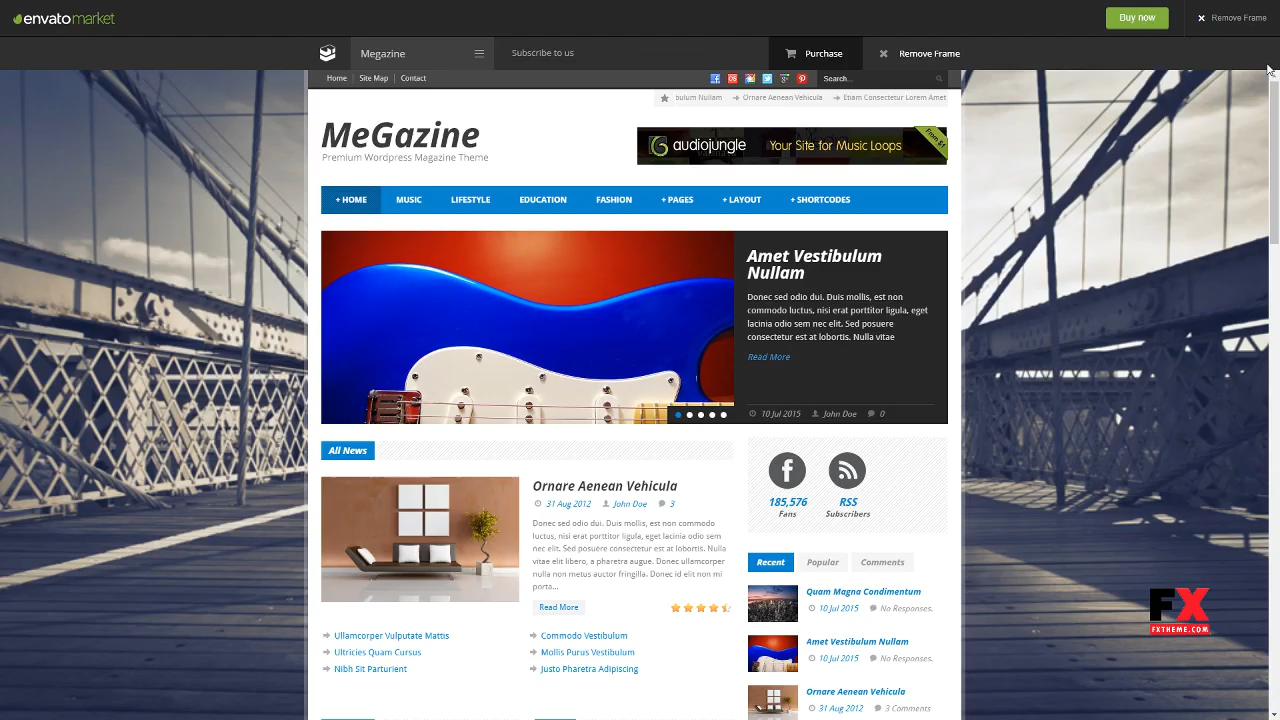 envatomarket
Buy now
Remove Frame
Megazine
Subscribe to us
Purchase
Remove Frame
Home
Site Map
Contact
Search...
bulum Nullam
Ornare Aenean Vehicula
Etiam Consectetur Lorem Amet
MeGazine
Premium Wordpress Magazine Theme
audiojungle
Your Site for Music Loops
From $1
+ HOME
MUSIC
LIFESTYLE
EDUCATION
FASHION
+ PAGES
+ LAYOUT
+ SHORTCODES
Amet Vestibulum
Nullam
Donec sed odio dui. Duis mollis, est non
commodo luctus, nisi erat porttitor ligula, eget
lacinia odio sem nec elit. Sed posuere
consectetur est at lobortis. Nulla vitae
Read More
10 Jul 2015
John Doe
0
All News
Ornare Aenean Vehicula
31 Aug 2012
John Doe
3
Donec sed odio dui. Duis mollis, est non commodo
luctus, nisi erat porttitor ligula, eget lacinia odio sem
nec elit. Sed posuere consectetur est at lobortis. Nulla
vitae elit libero, a pharetra augue. Donec ullamcorper
nulla non metus auctor fringilla. Donec id elit non mi
porta...
Read More
Ullamcorper Vulputate Mattis
Ultricies Quam Cursus
Nibh Sit Parturient
Commodo Vestibulum
Mollis Purus Vestibulum
Justo Pharetra Adipiscing
185,576
Fans
RSS
Subscribers
Recent
Popular
Comments
Quam Magna Condimentum
10 Jul 2015
No Responses.
Amet Vestibulum Nullam
10 Jul 2015
No Responses.
Ornare Aenean Vehicula
31 Aug 2012
3 Comments
FX
FXTHEME.COM